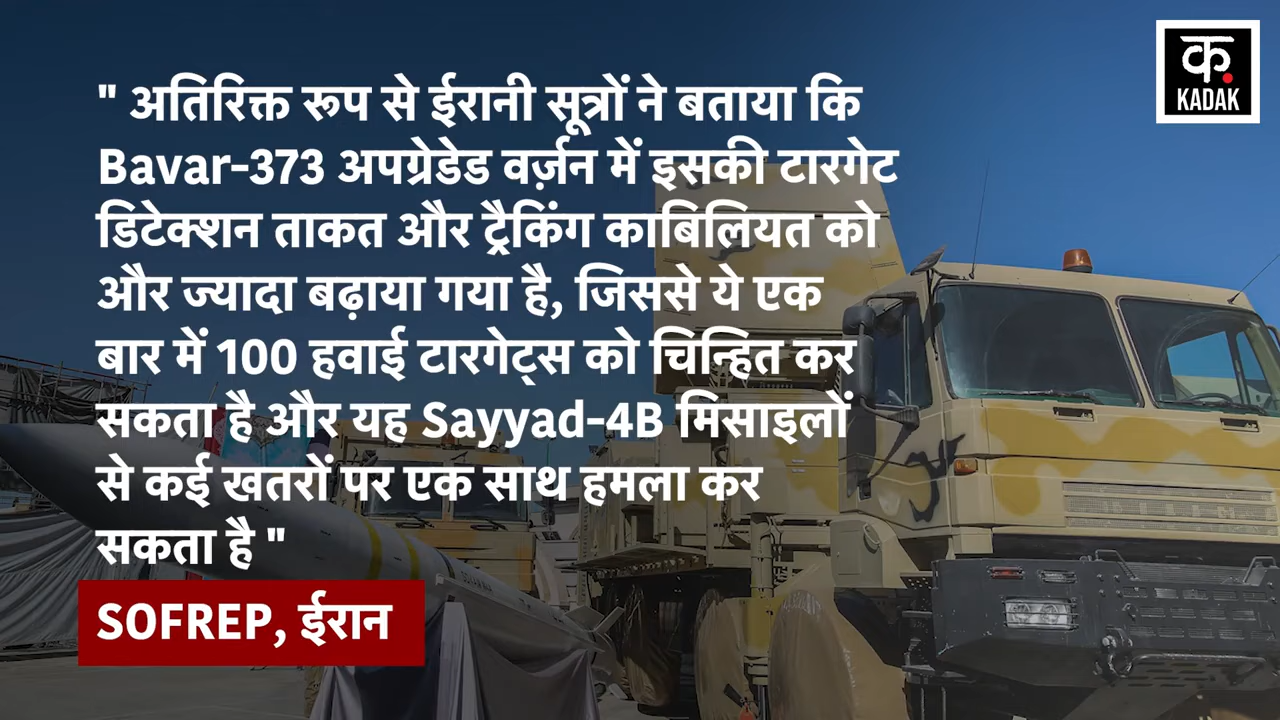 क.
KADAK
" अतिरिक्त रूप से ईरानी सूत्रों ने बताया कि
Bavar-373 अपग्रेडेड वर्ज़न में इसकी टारगेट
डिटेक्शन ताकत और ट्रैकिंग काबिलियत को
और ज्यादा बढ़ाया गया है, जिससे ये एक
बार में 100 हवाई टारगेट्स को चिन्हित कर
सकता है और यह Sayyad-4B मिसाइलों
से कई खतरों पर एक साथ हमला कर
सकता है "
SOFREP, ईरान